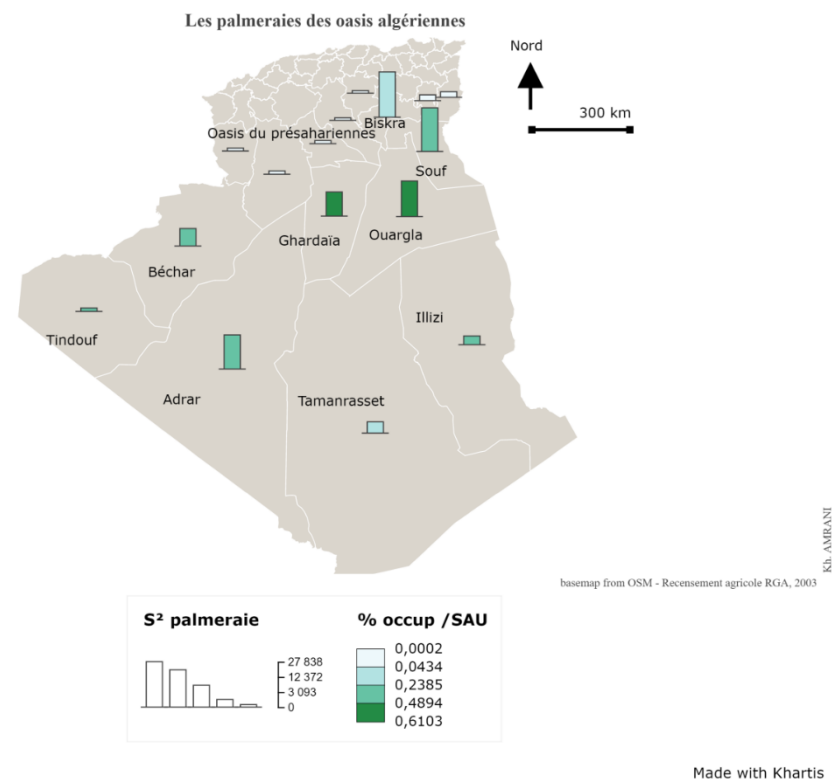 Les palmeraies des oasis algériennes
Nord
300 km
Biskra
Oasis du présahariennes
Souf
Ghardaïa
Ouargla
Béchar
Illizi
Tindouf
Adrar
Tamanrasset
Kh. AMRANI
basemap from OSM - Recensement agricole RGA, 2003
S² palmeraie
27 838
12 372
3 093
0
% occup /SAU
0,0002
0,0434
0,2385
0,4894
0,6103
Made with Khartis